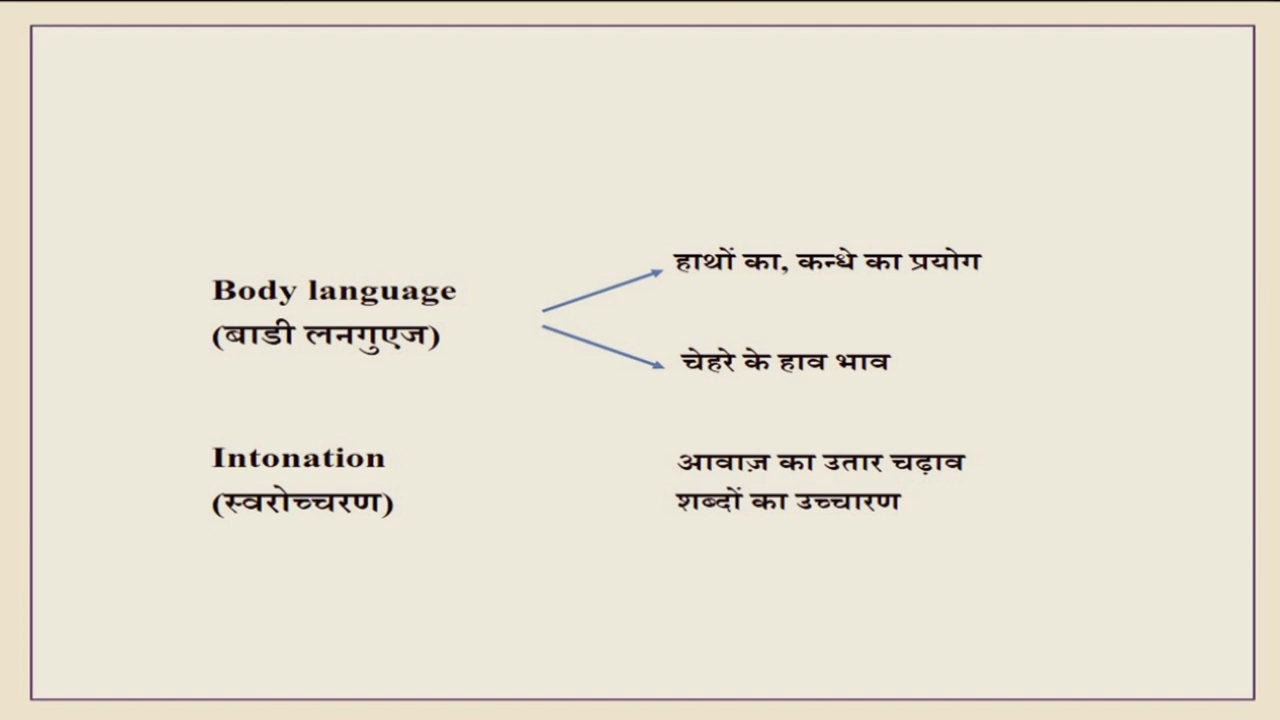 हाथों का, कन्धे का प्रयोग
Body language
(बाडी लनगुएज)
चेहरे के हाव भाव
Intonation
(स्वरोच्चरण)
आवाज़ का उतार चढ़ाव
शब्दों का उच्चारण